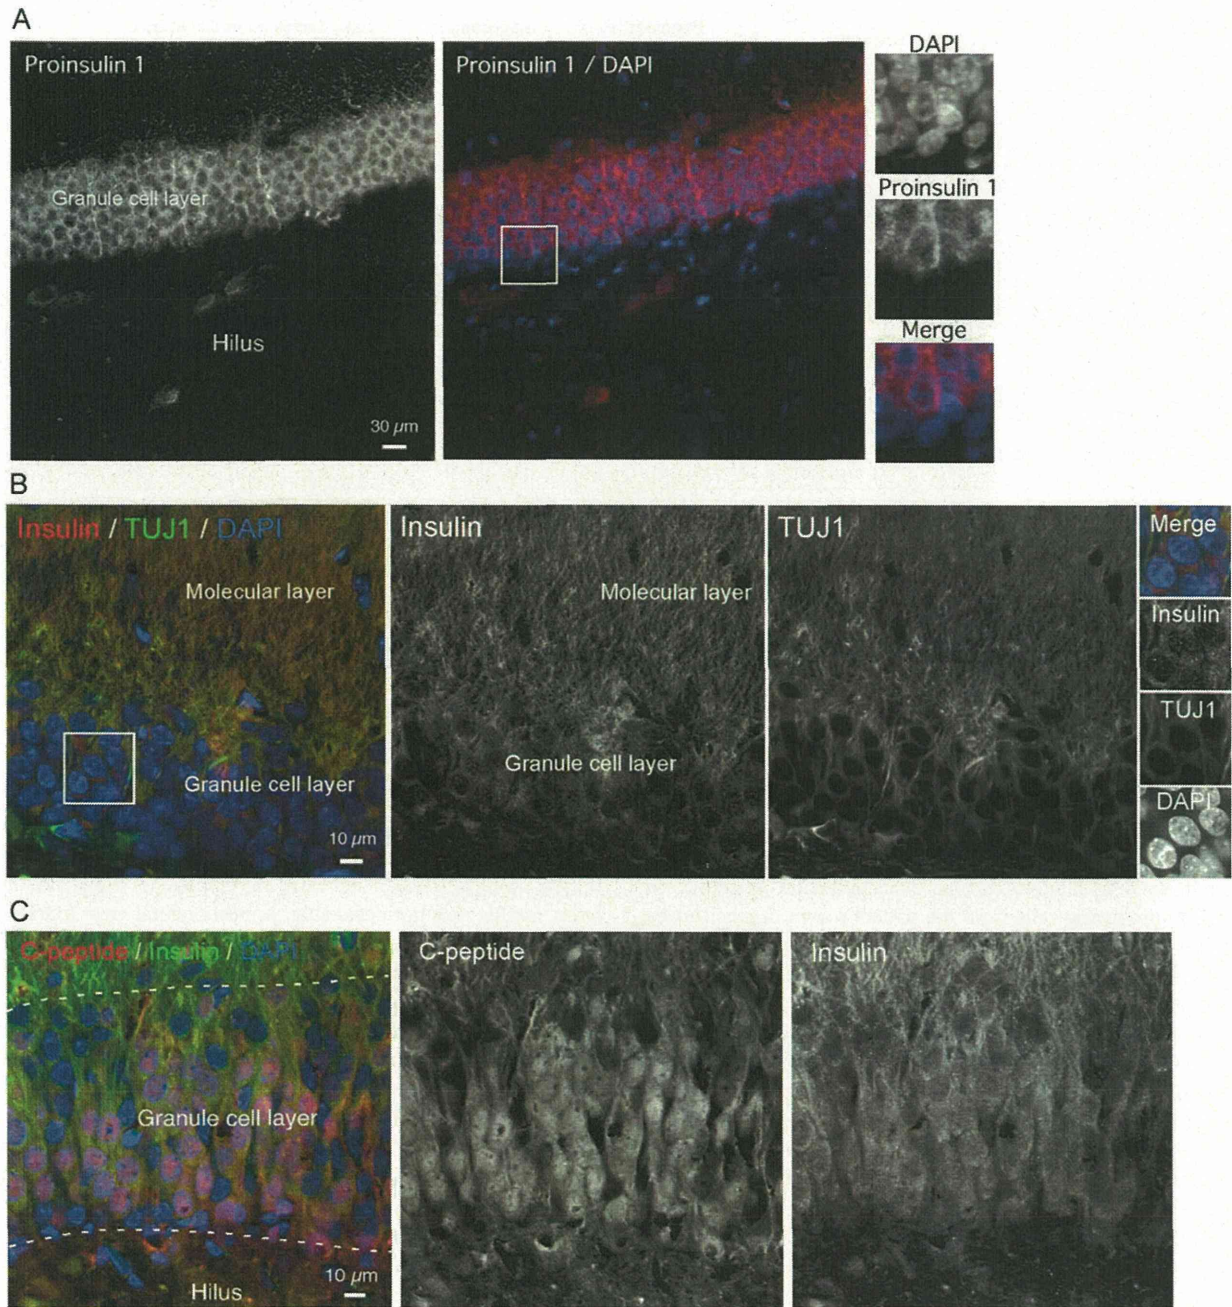 A
Proinsulin 1
Granule cell layer
Hilus
30 µm
Proinsulin 1 / DAPI
DAPI
Proinsulin 1
Merge
B
Insulin / TUJ1 / DAPI
Molecular layer
Granule cell layer
10 µm
Insulin
Molecular layer
Granule cell layer
TUJ1
Merge
Insulin
TUJ1
DAPI
C
C-peptide / Insulin / DAPI
Granule cell layer
Hilus
10 µm
C-peptide
Insulin